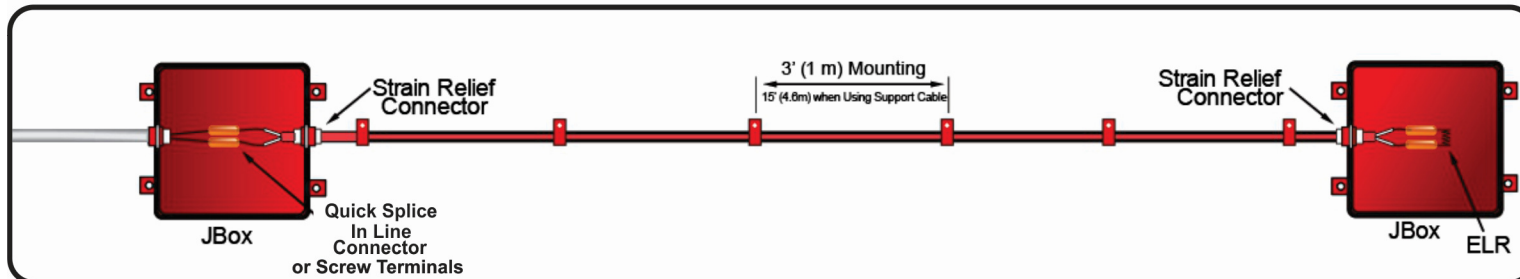 Strain Relief
Connector
3' (1 m) Mounting
15' (4.6m) when Using Support Cable
Strain Relief
Connector
Quick Splice
In Line
Connector
or Screw Terminals
JBox
JBox
ELR